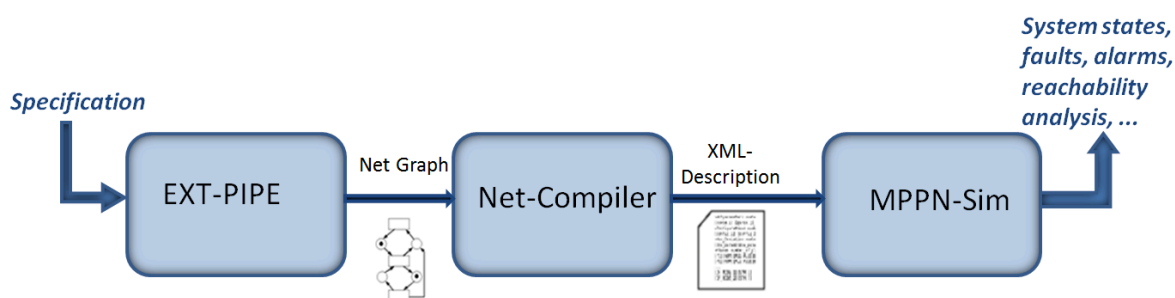 Specification
EXT-PIPE
Net Graph
Net-Compiler
XML-
Description
MPPN-Sim
System states,
faults, alarms,
reachability
analysis, ...